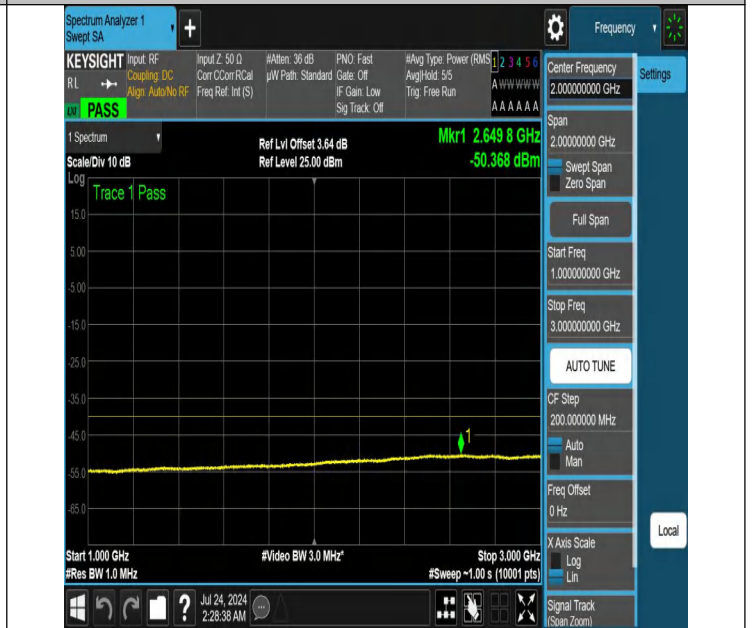 Spectrum Analyzer 1
Swept SA
+
Frequency
KEYSIGHT
RL
PASS
Input: RF
Coupling: DC
Align: Auto/No RF
Input Z: 50 Ω
Corr CCorr RCal
Freq Ref: Int (S)
#Atten: 36 dB
µW Path: Standard
PNO: Fast
Gate: Off
IF Gain: Low
Sig Track: Off
#Avg Type: Power (RMS
Avg|Hold: 5/5
Trig: Free Run
1 2 3 4 5 6
A W W W W W
A A A A A A
1 Spectrum
Scale/Div 10 dB
Ref Lvl Offset 3.64 dB
Ref Level 25.00 dBm
Mkr1 2.649 8 GHz
-50.368 dBm
Log
Trace 1 Pass
15.0
5.00
-5.00
-15.0
-25.0
-35.0
-45.0
-55.0
-65.0
1
Start 1.000 GHz
#Video BW 3.0 MHz*
Stop 3.000 GHz
#Res BW 1.0 MHz
#Sweep ~1.00 s (10001 pts)
Center Frequency
2.000000000 GHz
Settings
Span
2.00000000 GHz
Swept Span
Zero Span
Full Span
Start Freq
1.000000000 GHz
Stop Freq
3.000000000 GHz
AUTO TUNE
CF Step
200.000000 MHz
Auto
Man
Freq Offset
0 Hz
X Axis Scale
Log
Lin
Local
Signal Track
(Span Zoom)
?
Jul 24, 2024
2:28:38 AM